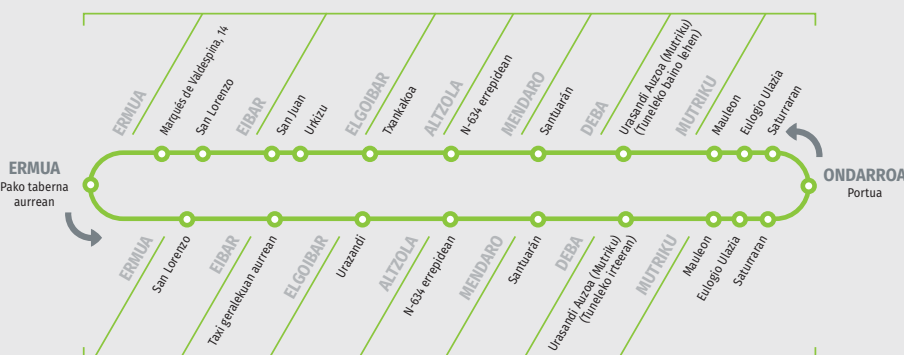 ERMUA
Marqués de Valdespina, 14
San Lorenzo
EIBAR
San Juan
Urkizu
ELGOIBAR
Txankakoa
ALTZOLA
N-634 errepidean
MENDARO
Santuarán
DEBA
Urasandi Auzoa (Mutriku)
(Tuneleko baino lehen)
MUTRIKU
Mauleon
Eulogio Ulazia
Saturraran
ERMUA
Pako taberna
aurrean
ONDARROA
Portua
ERMUA
San Lorenzo
EIBAR
Taxi geralekuan aurrean
ELGOIBAR
Urazandi
ALTZOLA
N-634 errepidean
MENDARO
Santuarán
DEBA
Urasandi Auzoa (Mutriku)
(Tuneleko irteeran)
MUTRIKU
Mauleon
Eulogio Ulazia
Saturraran